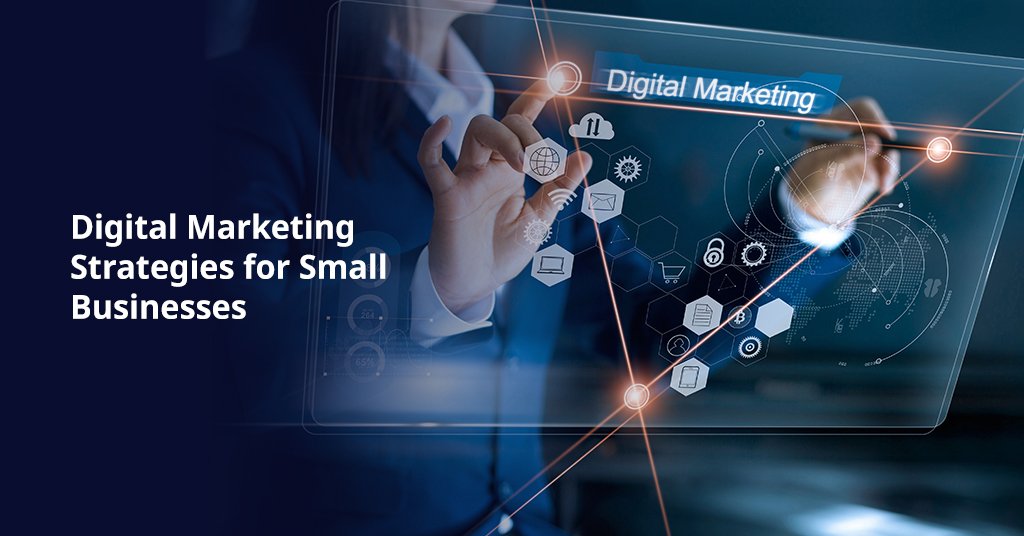 Digital Marketing
Digital Marketing
Strategies for Small
Businesses